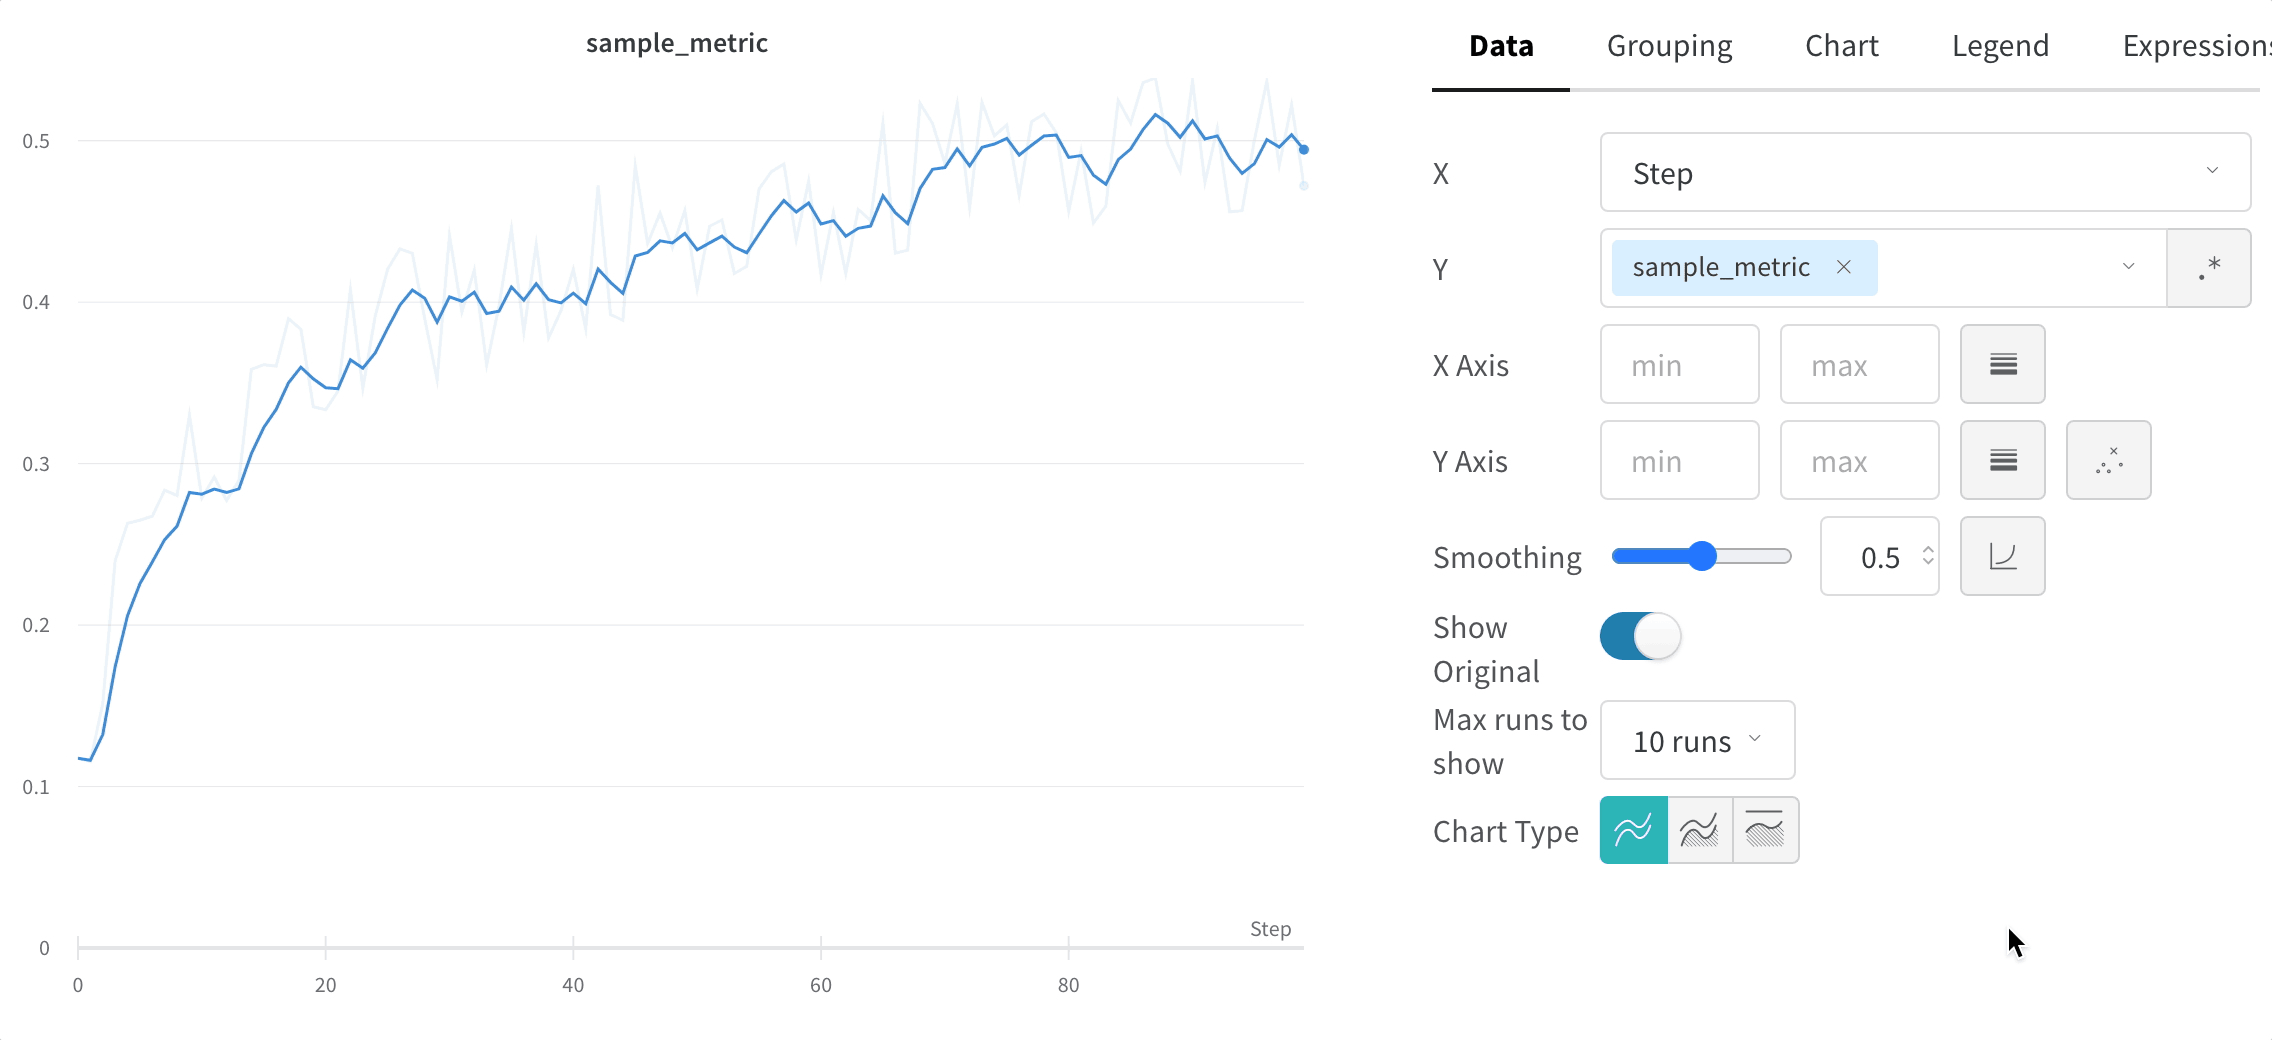 sample_metric
0.5
0.4
0.3
0.2
0.1
0
Step
0 20 40 60 80
Data Grouping Chart Legend Expressions
X Step
Y sample_metric .*
X Axis min max
Y Axis min max
Smoothing 0.5
Show
Original
Max runs to
show
10 runs
Chart Type